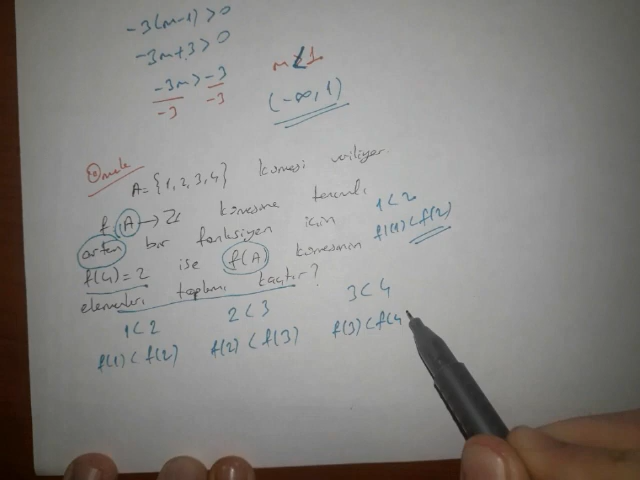 -3(m-1) > 0
-3m+3 > 0
-3m > -3
-3 -3
m<1
(-∞, 1)
Örnek
A = {1, 2, 3, 4} kümesi veriliyor.
f: A → Z kümesine tanımlı
artan bir fonksiyon için
f(4) = 2 ise f(A) kümesinin
elemanları toplamı kaçtır?
1 < 2
f(1) < f(2)
1 < 2
f(1) < f(2)
2 < 3
f(2) < f(3)
3 < 4
f(3) < f(4